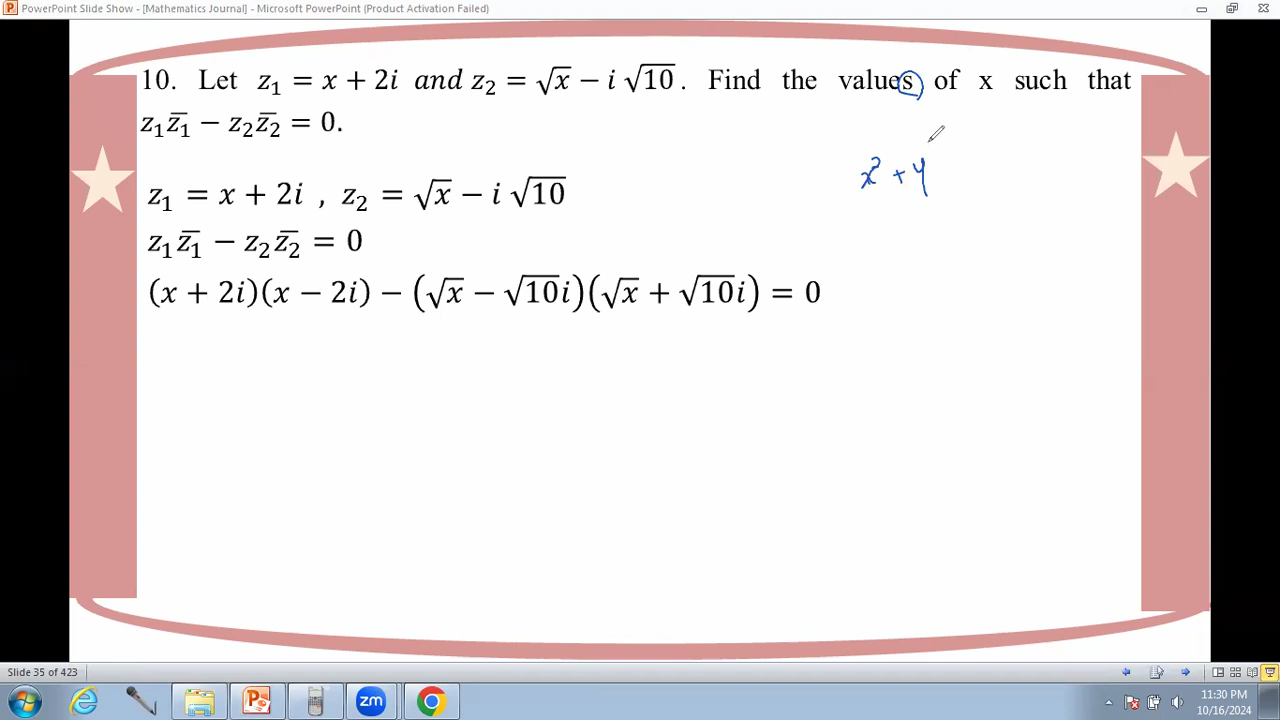 PowerPoint Slide Show - [Mathematics Journal] - Microsoft PowerPoint (Product Activation Failed)
10. Let z₁ = x + 2i and z₂ = √x − i √10. Find the values of x such that
z₁z̅₁ − z₂z̅₂ = 0.
x² + 4
z₁ = x + 2i , z₂ = √x − i √10
z₁z̅₁ − z₂z̅₂ = 0
(x + 2i)(x − 2i) − (√x − √10i)(√x + √10i) = 0
Slide 35 of 423
zm
11:30 PM
10/16/2024